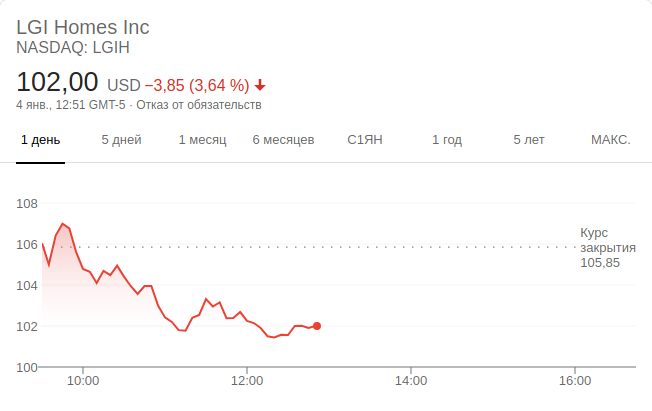 LGI Homes Inc
NASDAQ: LGIH
102,00 USD −3,85 (3,64 %)
4 янв., 12:51 GMT-5 · Отказ от обязательств
1 день 5 дней 1 месяц 6 месяцев С1ЯН 1 год 5 лет МАКС.
108
106
104
102
100
Курс
закрытия
105,85
10:00 12:00 14:00 16:00